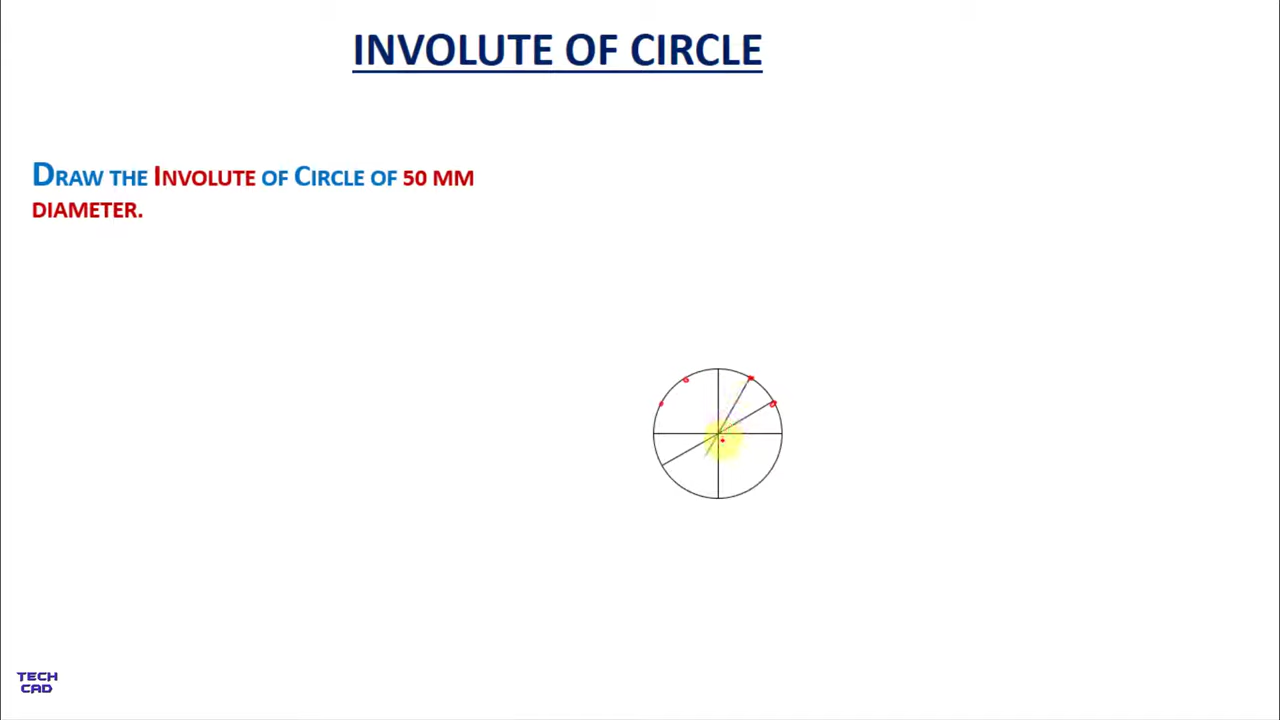 INVOLUTE OF CIRCLE
DRAW THE INVOLUTE OF CIRCLE OF 50 MM
DIAMETER.
TECH
CAD